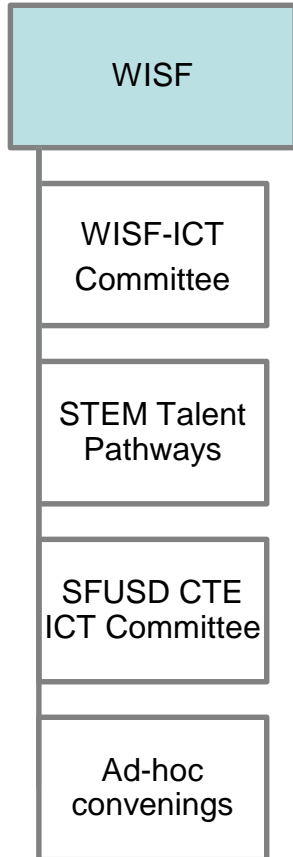 WISF
WISF-ICT
Committee
STEM Talent
Pathways
SFUSD CTE
ICT Committee
Ad-hoc
convenings